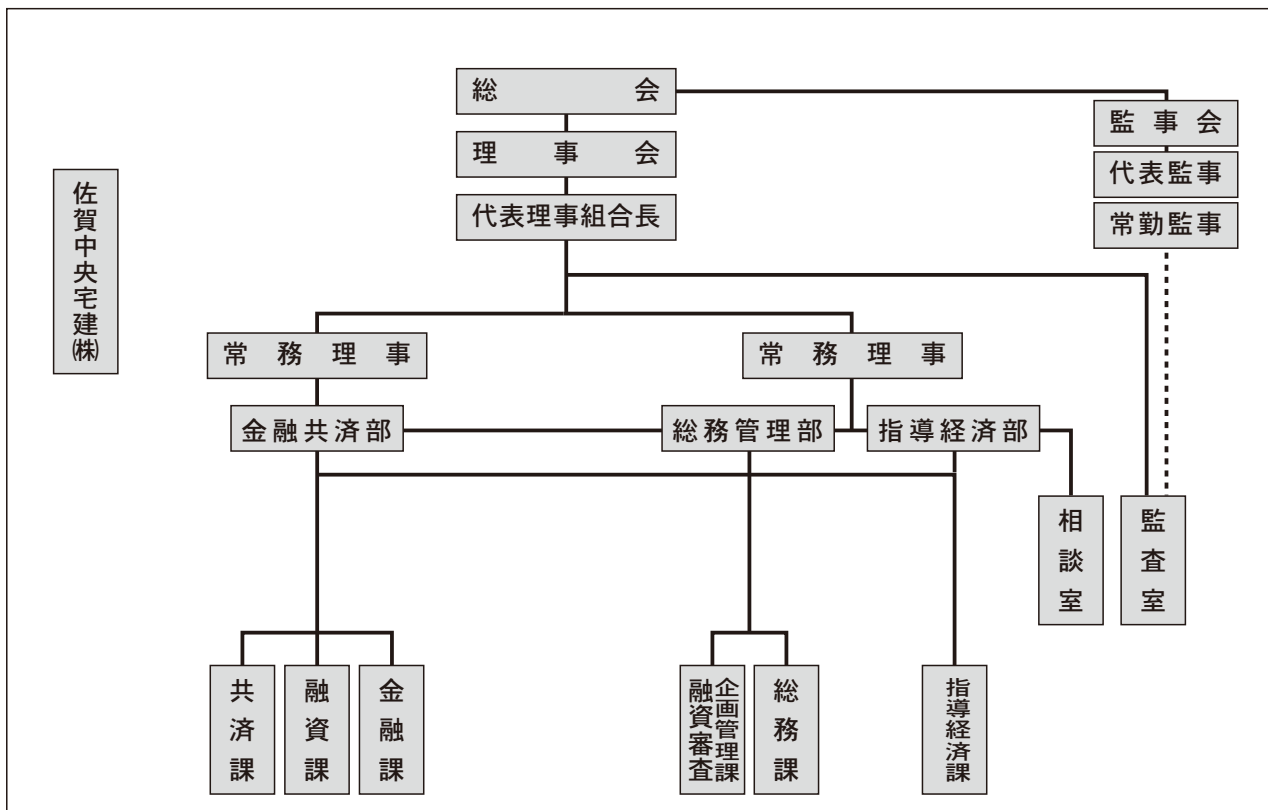 総会
監事会
理事会
代表監事
代表理事組合長
常勤監事
佐賀中央宅建㈱
常務理事
常務理事
金融共済部
総務管理部
指導経済部
相談室
監査室
共済課
融資課
金融課
企画管理課
融資審査
総務課
指導経済課